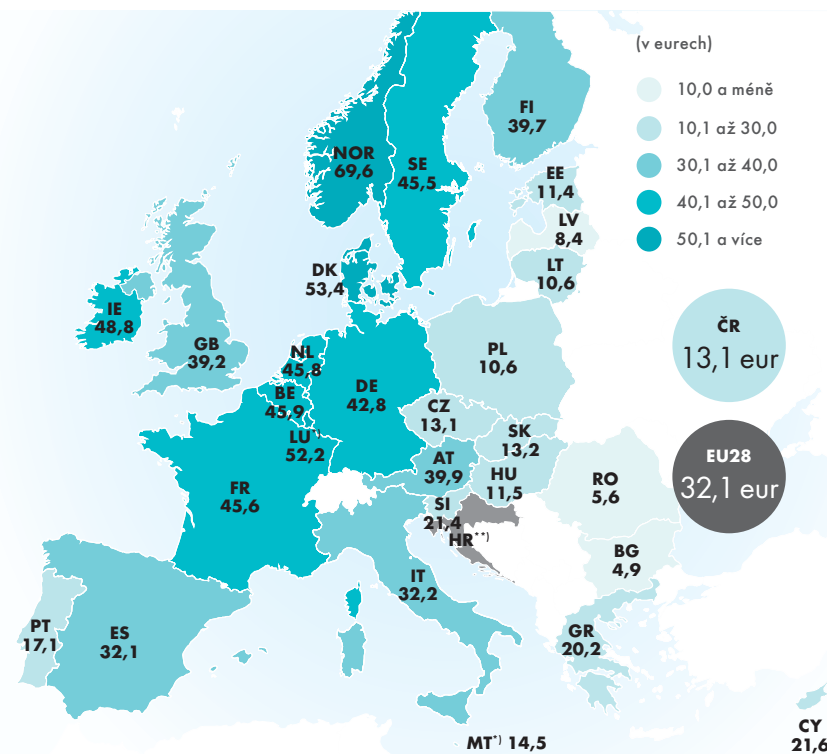 (v eurech)
10,0 a méně
10,1 až 30,0
30,1 až 40,0
40,1 až 50,0
50,1 a více
FI
39,7
NOR
69,6
SE
45,5
EE
11,4
LV
8,4
LT
10,6
DK
53,4
IE
48,8
GB
39,2
NL
45,8
BE
45,9
LU*)
52,2
DE
42,8
PL
10,6
CZ
13,1
SK
13,2
AT
39,9
HU
11,5
SI
21,4
HR**)
RO
5,6
BG
4,9
FR
45,6
IT
32,2
PT
17,1
ES
32,1
GR
20,2
MT*) 14,5
CY
21,6
ČR
13,1 eur
EU28
32,1 eur